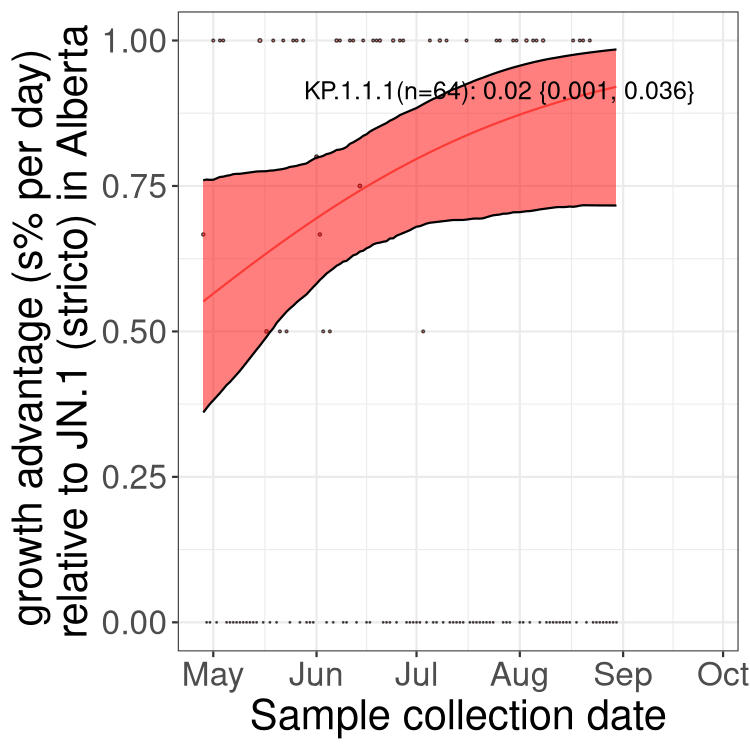 growth advantage (s% per day)
relative to JN.1 (stricto) in Alberta
1.00
0.75
0.50
0.25
0.00
KP.1.1.1(n=64): 0.02 {0.001, 0.036}
May Jun Jul Aug Sep Oct
Sample collection date